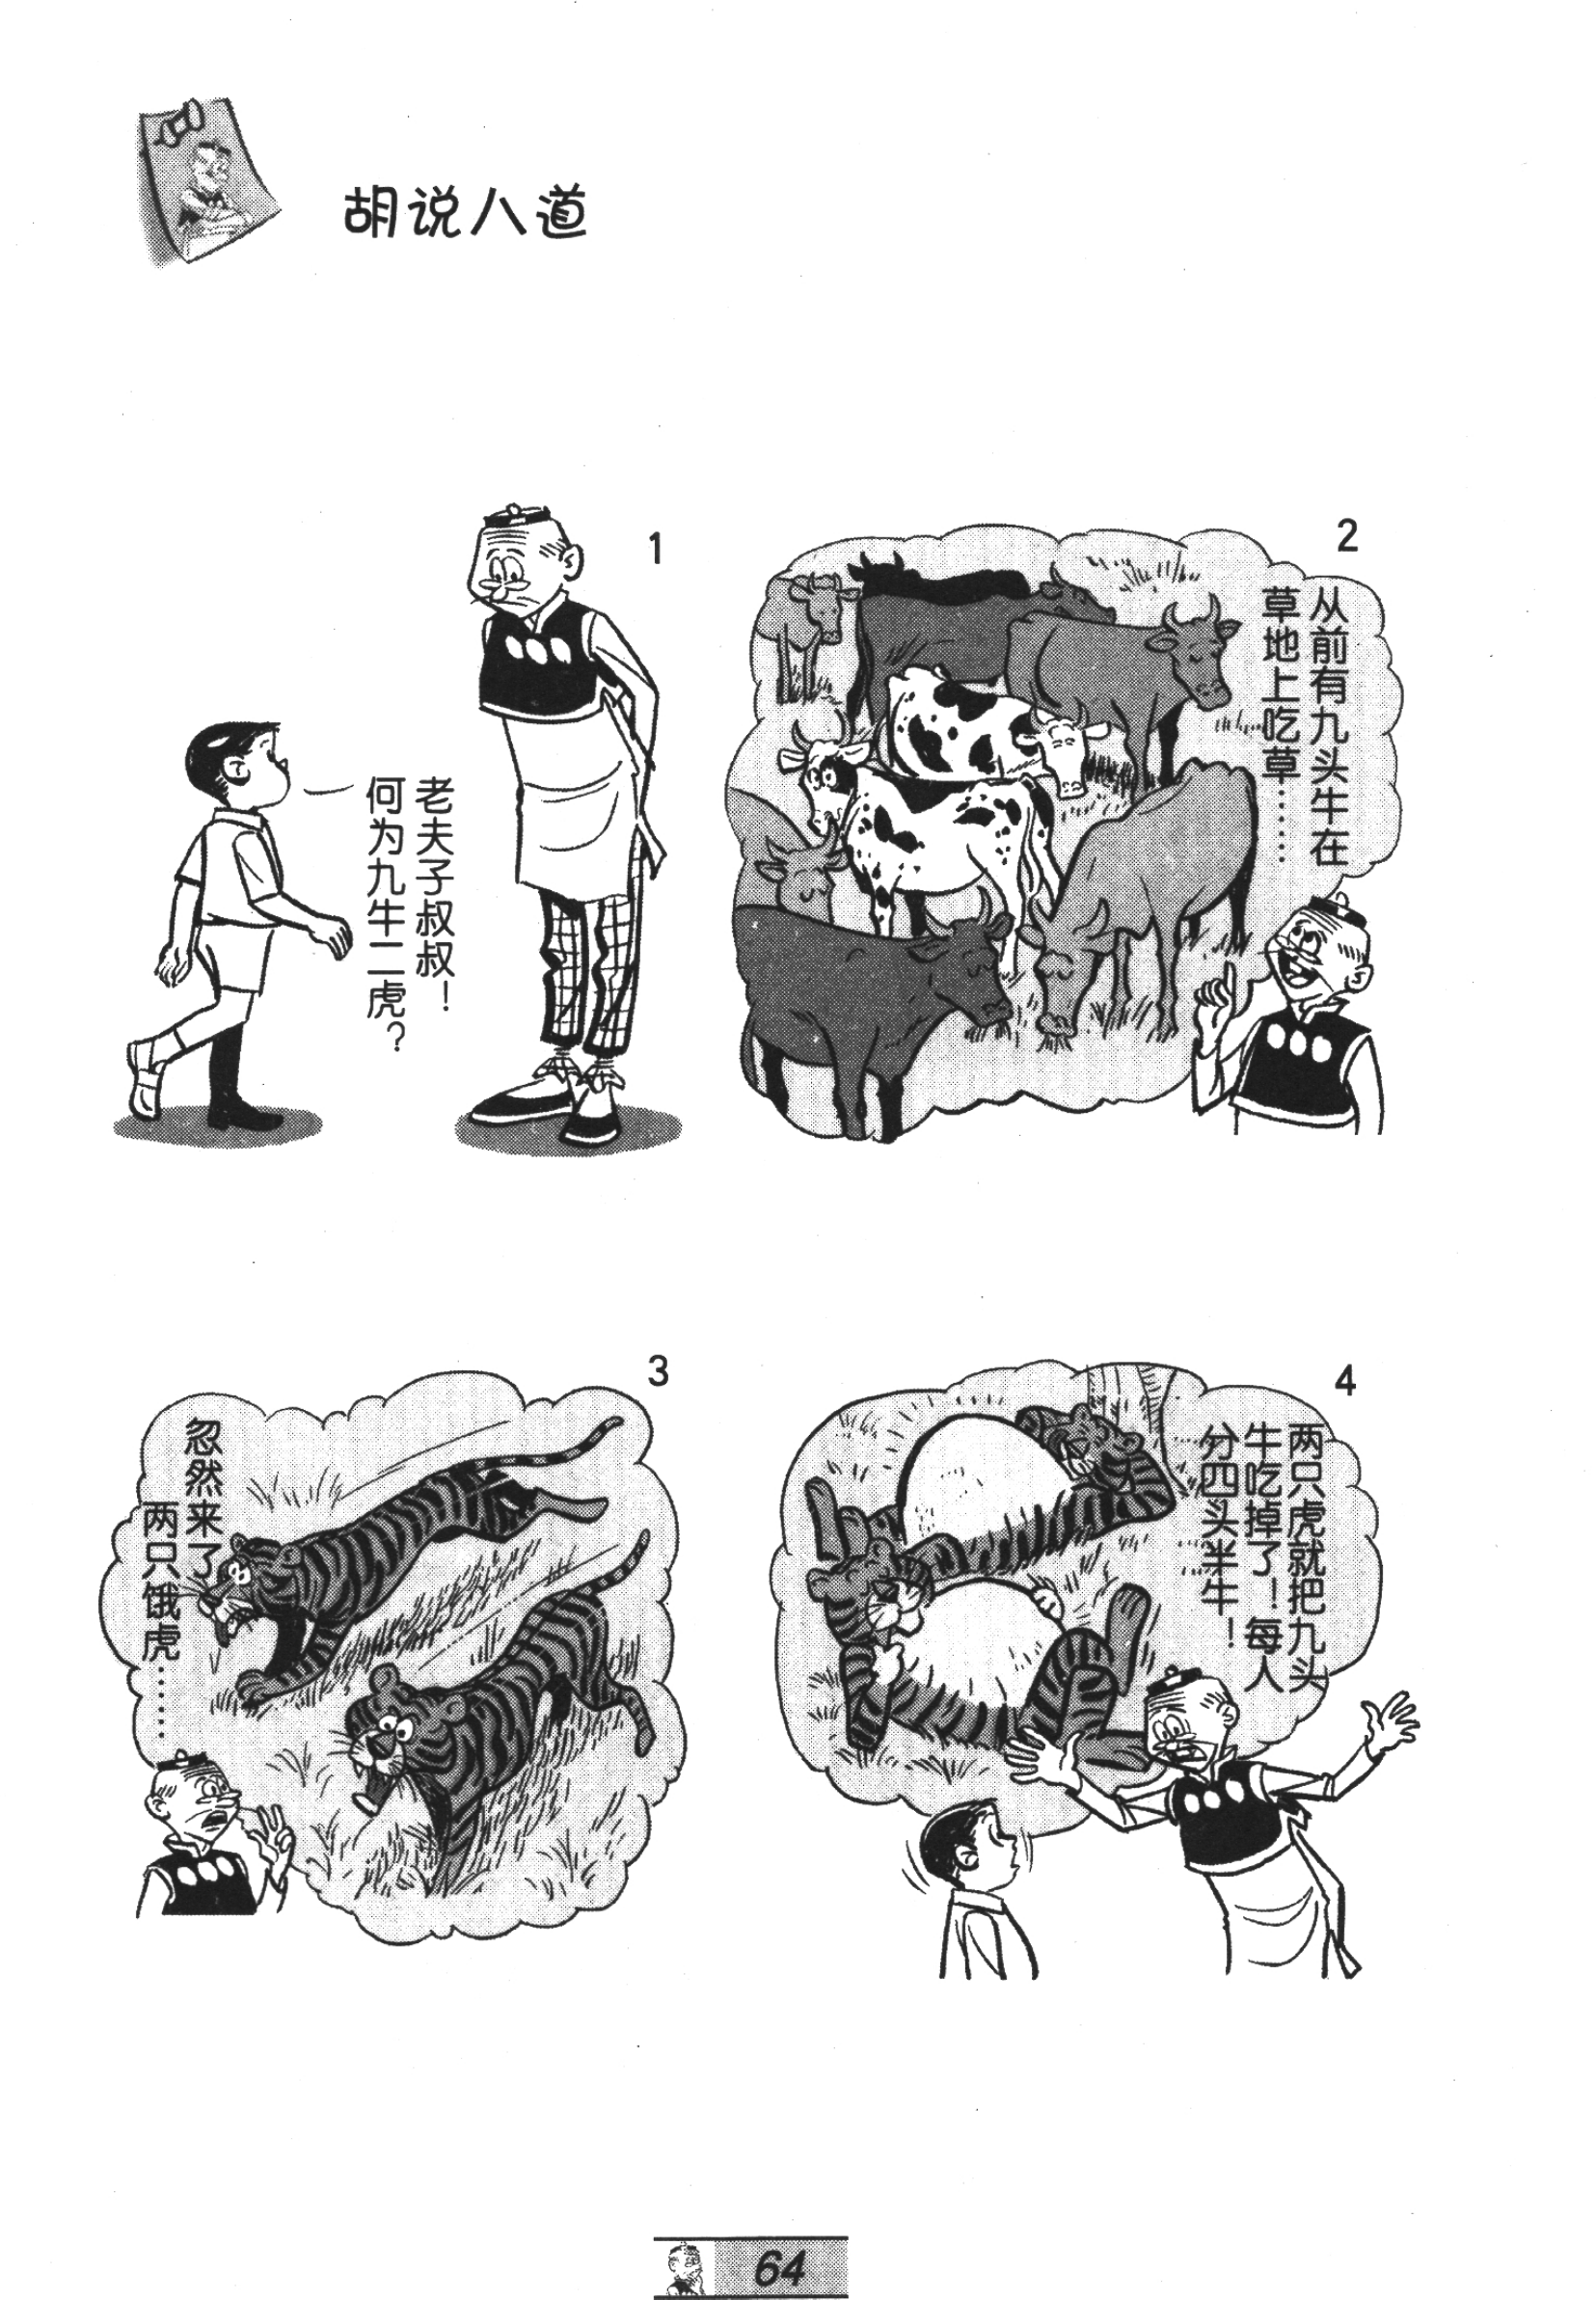 胡说八道
1
老夫子叔叔！
何为九牛二虎？
2
从前有九头牛在
草地上吃草……
3
忽然来了
两只饿虎……
4
两只虎就把九头
牛吃掉了！每人
分四头半牛！
64